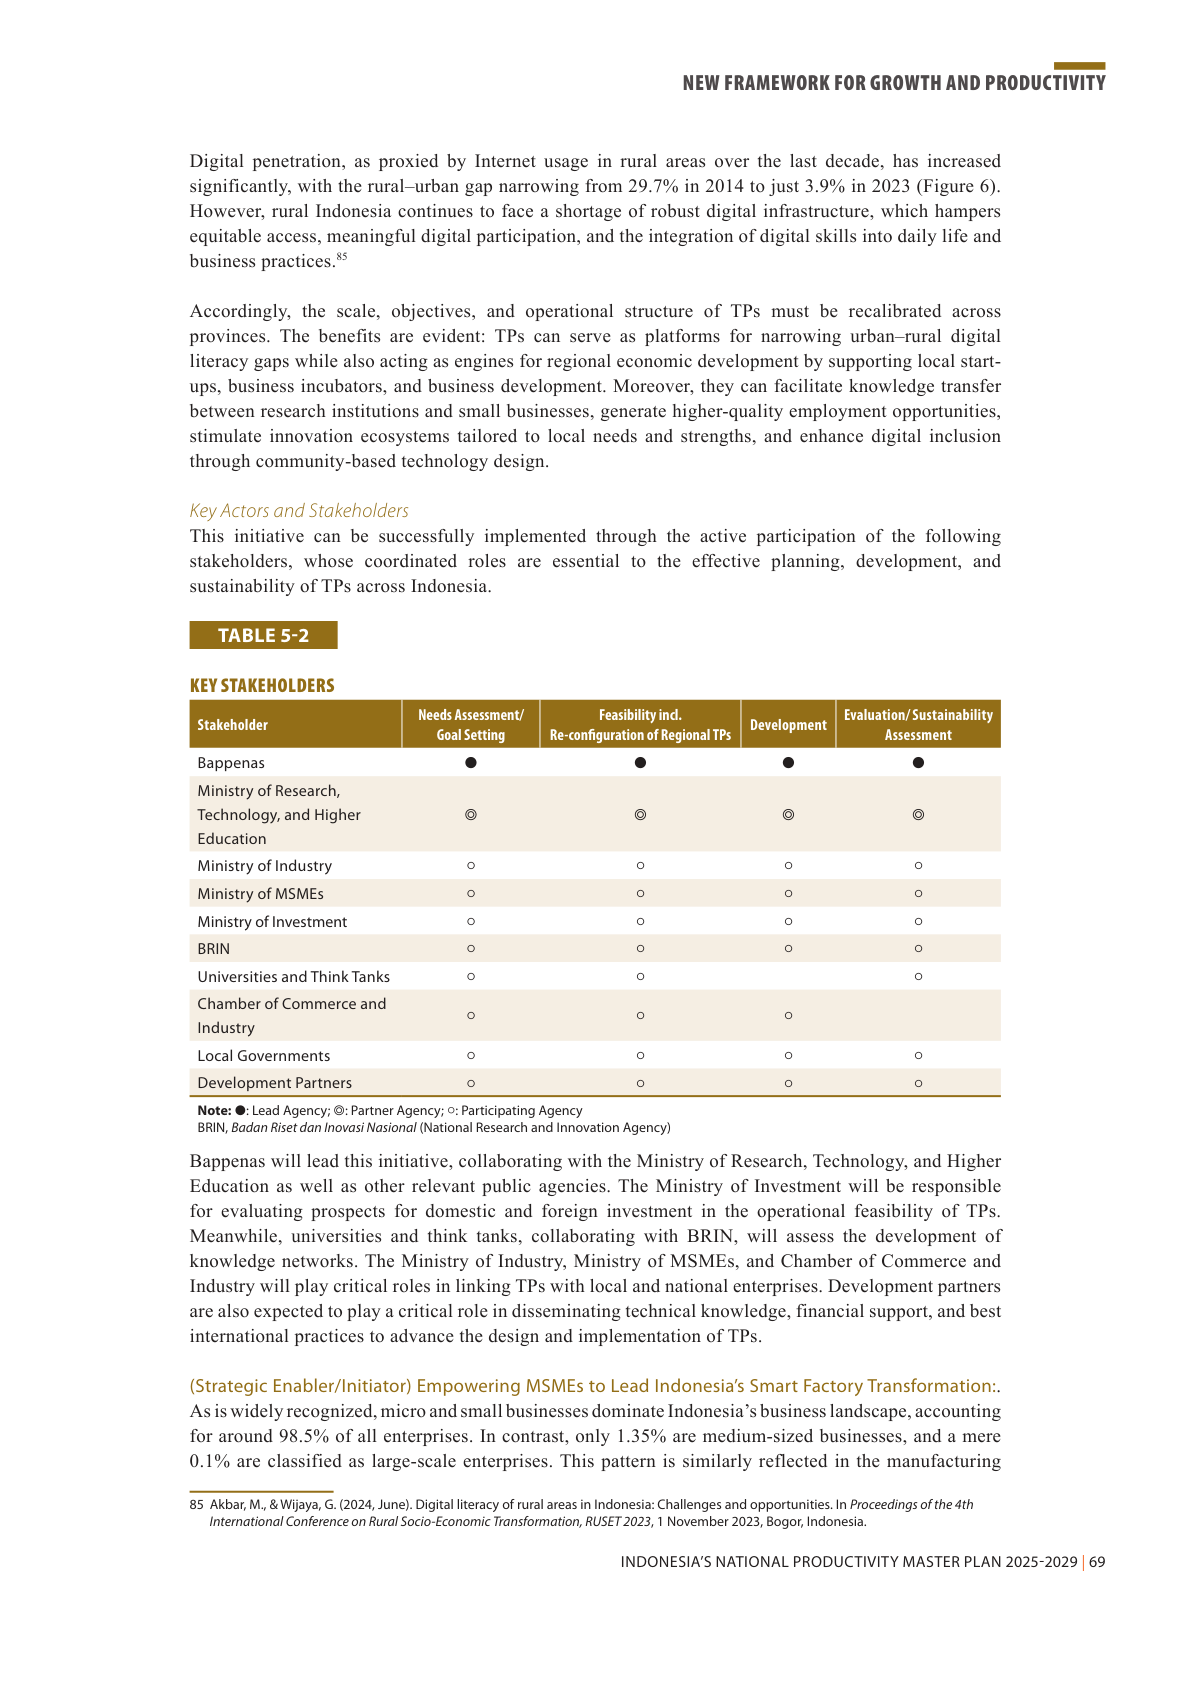 NEW FRAMEWORK FOR GROWTH AND PRODUCTIVITY
Digital penetration, as proxied by Internet usage in rural areas over the last decade, has increased
significantly, with the rural–urban gap narrowing from 29.7% in 2014 to just 3.9% in 2023 (Figure 6).
However, rural Indonesia continues to face a shortage of robust digital infrastructure, which hampers
equitable access, meaningful digital participation, and the integration of digital skills into daily life and
business practices.85
Accordingly, the scale, objectives, and operational structure of TPs must be recalibrated across
provinces. The benefits are evident: TPs can serve as platforms for narrowing urban–rural digital
literacy gaps while also acting as engines for regional economic development by supporting local start-
ups, business incubators, and business development. Moreover, they can facilitate knowledge transfer
between research institutions and small businesses, generate higher-quality employment opportunities,
stimulate innovation ecosystems tailored to local needs and strengths, and enhance digital inclusion
through community-based technology design.
Key Actors and Stakeholders
This initiative can be successfully implemented through the active participation of the following
stakeholders, whose coordinated roles are essential to the effective planning, development, and
sustainability of TPs across Indonesia.
TABLE 5-2
KEY STAKEHOLDERS
Stakeholder | Needs Assessment/ Goal Setting | Feasibility incl. Re-configuration of Regional TPs | Development | Evaluation/Sustainability Assessment
Bappenas ● ● ● ●
Ministry of Research,
Technology, and Higher ◎ ◎ ◎ ◎
Education
Ministry of Industry ○ ○ ○ ○
Ministry of MSMEs ○ ○ ○ ○
Ministry of Investment ○ ○ ○ ○
BRIN ○ ○ ○ ○
Universities and Think Tanks ○ ○ ○
Chamber of Commerce and
Industry ○ ○ ○
Local Governments ○ ○ ○ ○
Development Partners ○ ○ ○ ○
Note: ●: Lead Agency; ◎: Partner Agency; ○: Participating Agency
BRIN, Badan Riset dan Inovasi Nasional (National Research and Innovation Agency)
Bappenas will lead this initiative, collaborating with the Ministry of Research, Technology, and Higher
Education as well as other relevant public agencies. The Ministry of Investment will be responsible
for evaluating prospects for domestic and foreign investment in the operational feasibility of TPs.
Meanwhile, universities and think tanks, collaborating with BRIN, will assess the development of
knowledge networks. The Ministry of Industry, Ministry of MSMEs, and Chamber of Commerce and
Industry will play critical roles in linking TPs with local and national enterprises. Development partners
are also expected to play a critical role in disseminating technical knowledge, financial support, and best
international practices to advance the design and implementation of TPs.
(Strategic Enabler/Initiator) Empowering MSMEs to Lead Indonesia’s Smart Factory Transformation:.
As is widely recognized, micro and small businesses dominate Indonesia’s business landscape, accounting
for around 98.5% of all enterprises. In contrast, only 1.35% are medium-sized businesses, and a mere
0.1% are classified as large-scale enterprises. This pattern is similarly reflected in the manufacturing
85 Akbar, M., & Wijaya, G. (2024, June). Digital literacy of rural areas in Indonesia: Challenges and opportunities. In Proceedings of the 4th
International Conference on Rural Socio-Economic Transformation, RUSET 2023, 1 November 2023, Bogor, Indonesia.
INDONESIA’S NATIONAL PRODUCTIVITY MASTER PLAN 2025-2029 | 69